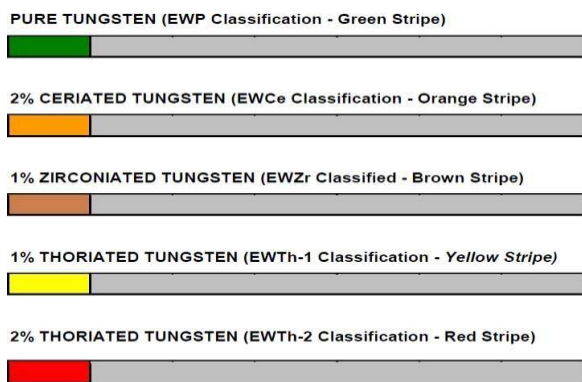 PURE TUNGSTEN (EWP Classification - Green Stripe)
2% CERIATED TUNGSTEN (EWCe Classification - Orange Stripe)
1% ZIRCONIATED TUNGSTEN (EWZr Classified - Brown Stripe)
1% THORIATED TUNGSTEN (EWTh-1 Classification - Yellow Stripe)
2% THORIATED TUNGSTEN (EWTh-2 Classification - Red Stripe)